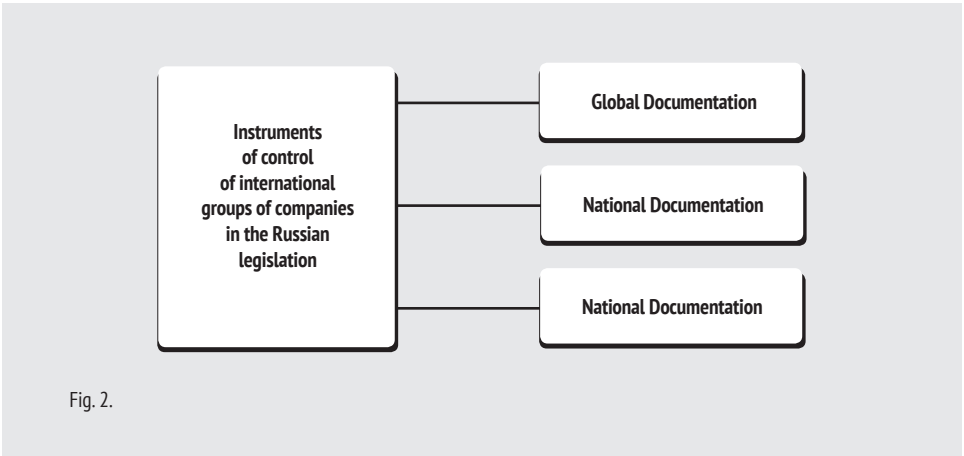 Instruments
of control
of international
groups of companies
in the Russian
legislation
Global Documentation
National Documentation
National Documentation
Fig. 2.